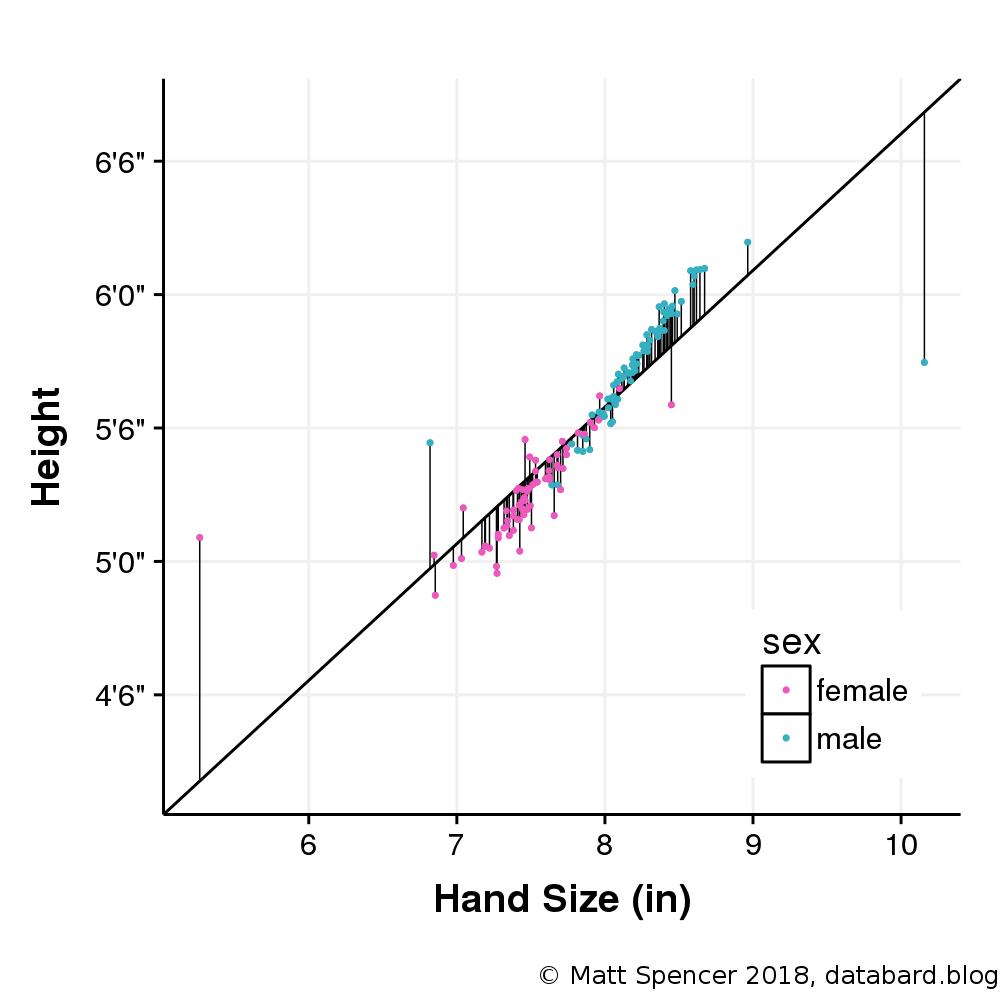 6'6"
6'0"
5'6"
5'0"
4'6"
Height
sex
female
male
6 7 8 9 10
Hand Size (in)
© Matt Spencer 2018, databard.blog